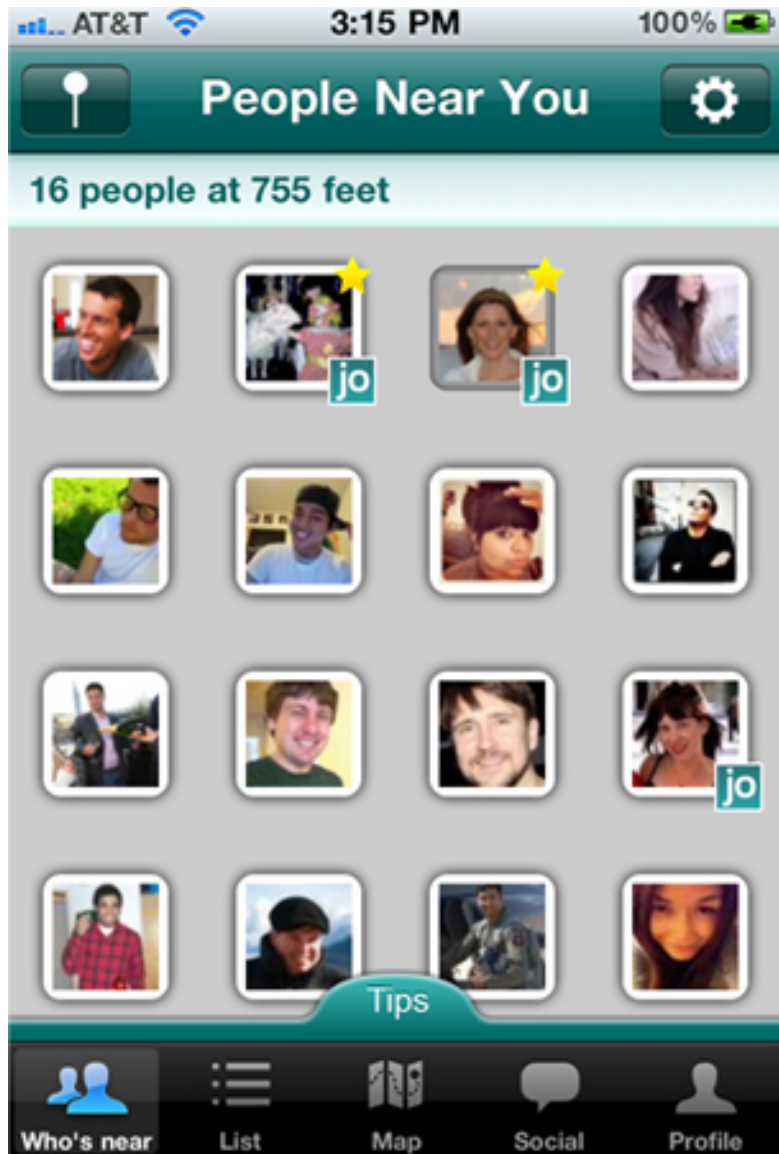 AT&T 3:15 PM 100%
People Near You
16 people at 755 feet
jo jo
jo
Tips
Who's near List Map Social Profile